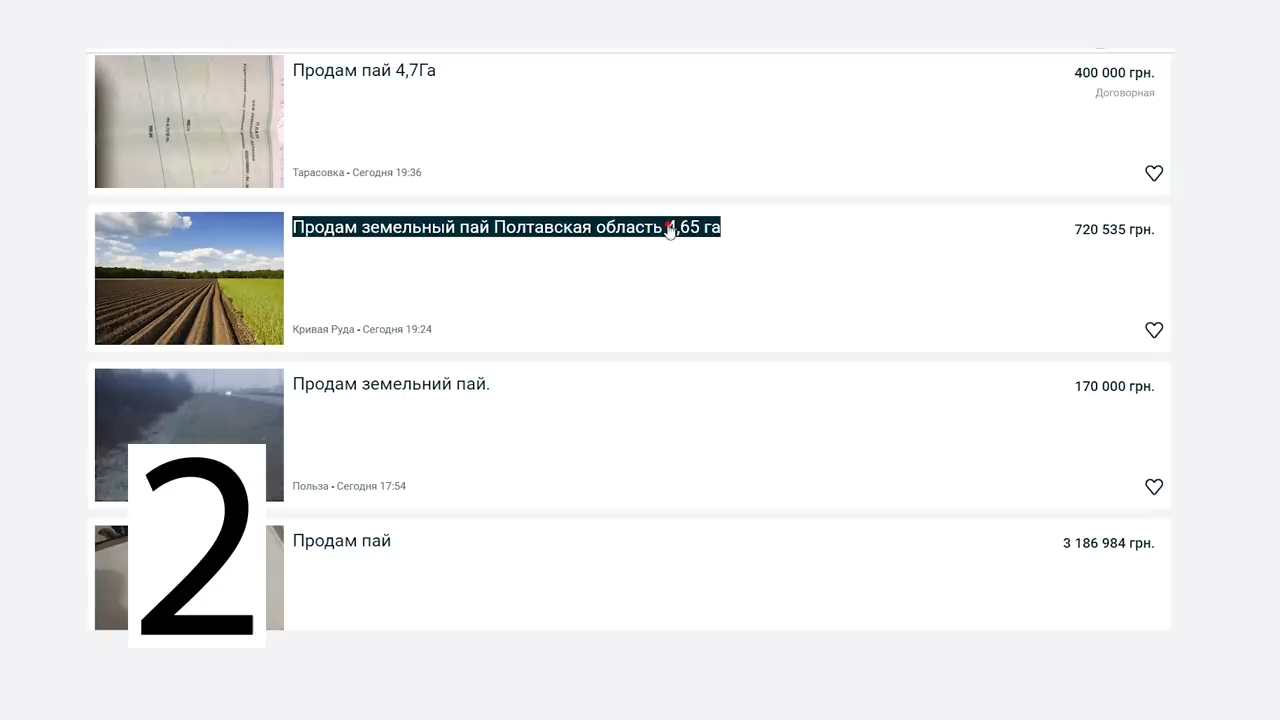 Продам пай 4,7Га
400 000 грн.
Договорная
Тарасовка - Сегодня 19:36
Продам земельный пай Полтавская область 4,65 га
720 535 грн.
Кривая Руда - Сегодня 19:24
Продам земельний пай.
170 000 грн.
Польза - Сегодня 17:54
Продам пай
3 186 984 грн.
2